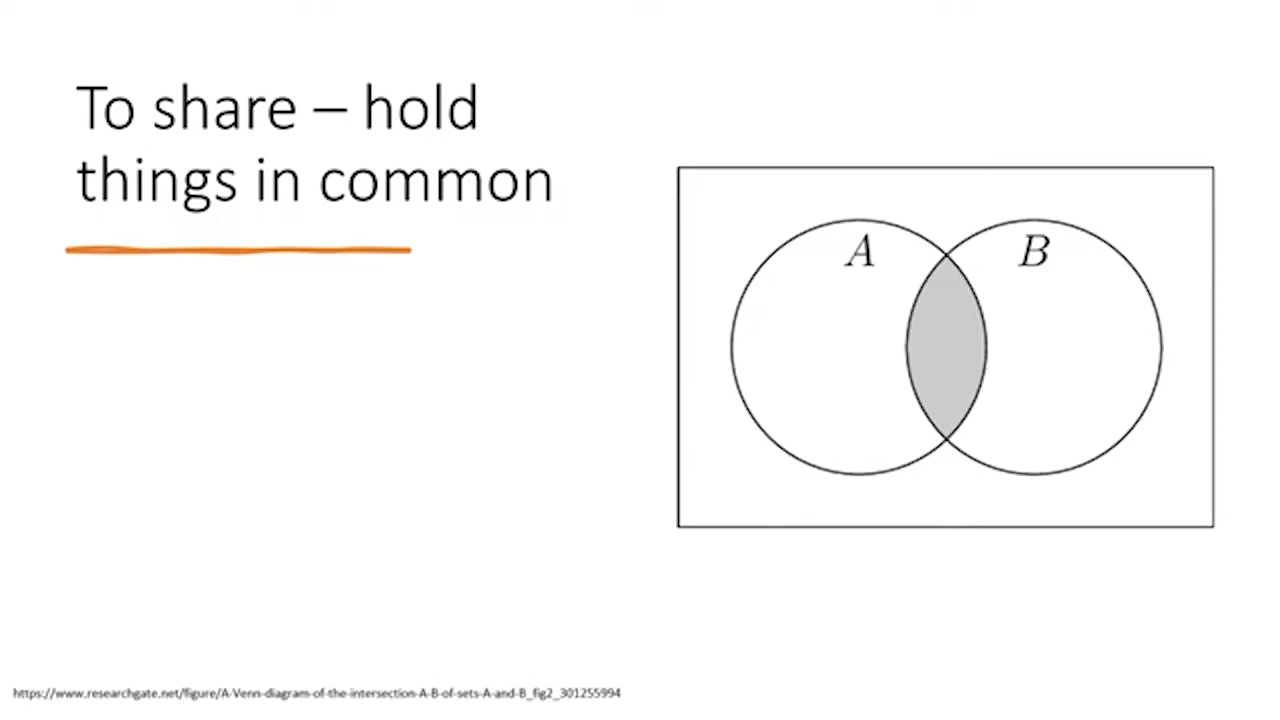 To share – hold
things in common
A
B
https://www.researchgate.net/figure/A-Venn-diagram-of-the-intersection-A-B-of-sets-A-and-B_fig2_301255994